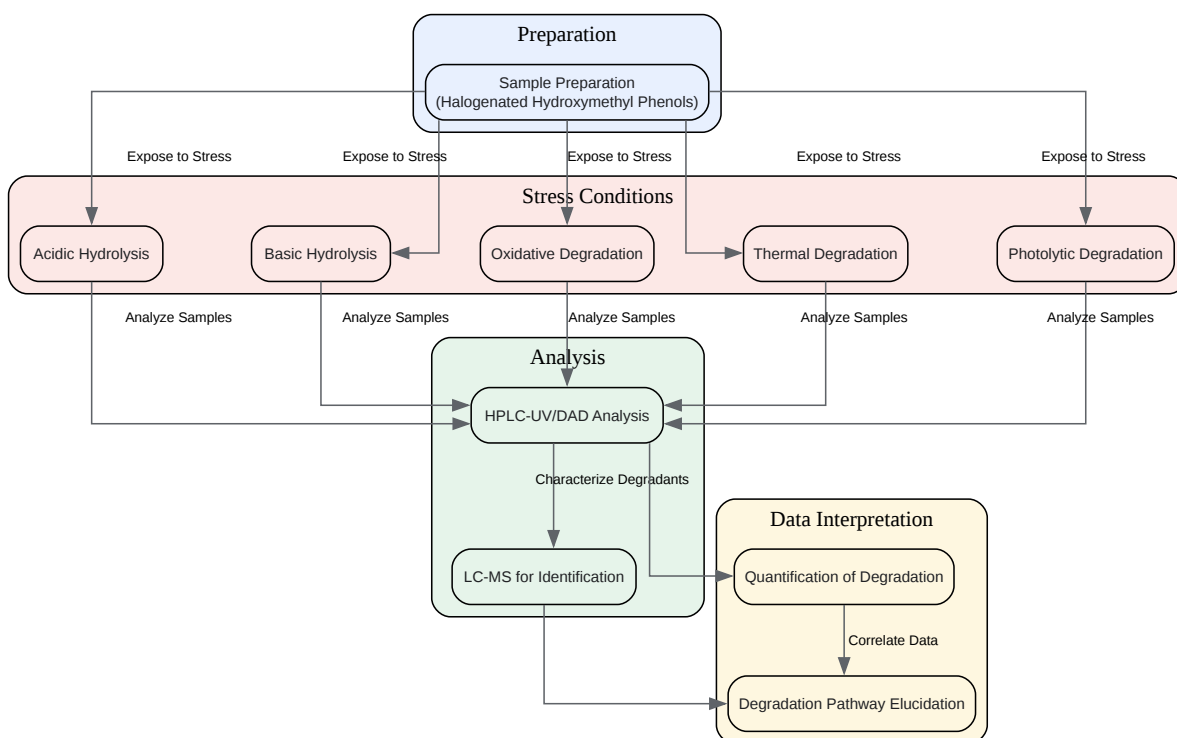 Preparation
Sample Preparation
(Halogenated Hydroxymethyl Phenols)
Expose to Stress
Expose to Stress
Expose to Stress
Expose to Stress
Expose to Stress
Stress Conditions
Acidic Hydrolysis
Basic Hydrolysis
Oxidative Degradation
Thermal Degradation
Photolytic Degradation
Analyze Samples
Analyze Samples
Analyze Samples
Analyze Samples
Analyze Samples
Analysis
HPLC-UV/DAD Analysis
Characterize Degradants
LC-MS for Identification
Data Interpretation
Quantification of Degradation
Correlate Data
Degradation Pathway Elucidation